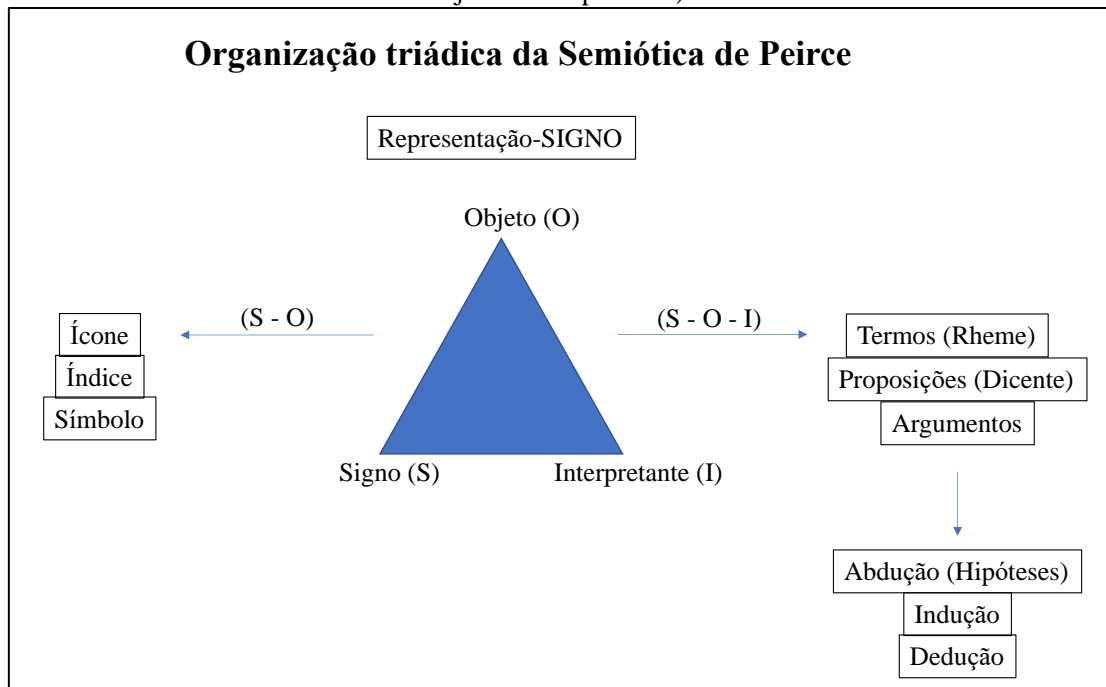 Organização triádica da Semiótica de Peirce
Representação-SIGNO
Objeto (O)
(S - O)
(S - O - I)
Ícone
Índice
Símbolo
Termos (Rheme)
Proposições (Dicente)
Argumentos
Signo (S)
Interpretante (I)
Abdução (Hipóteses)
Indução
Dedução